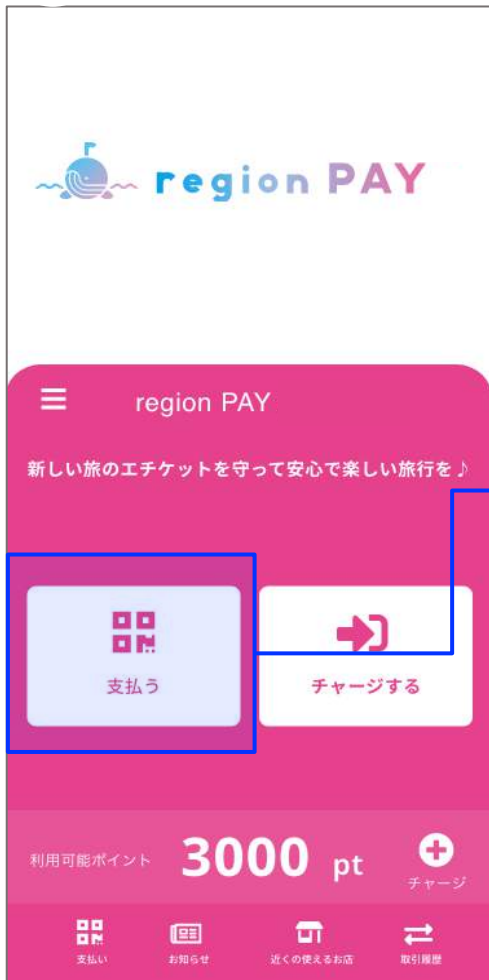 region PAY
region PAY
新しい旅のエチケットを守って安心で楽しい旅行を♪
支払う
チャージする
利用可能ポイント 3000 pt
チャージ
支払い お知らせ 近くの使えるお店 取引履歴